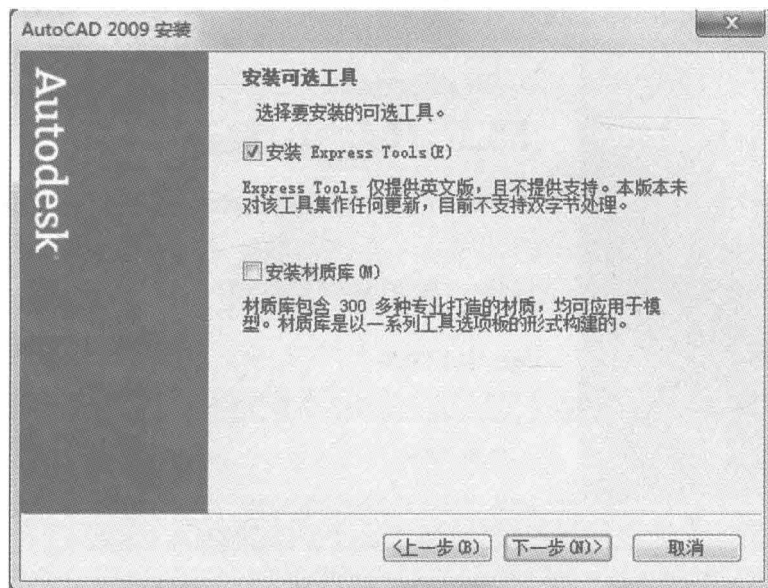 AutoCAD 2009 安装
Autodesk
安装可选工具
选择要安装的可选工具。
安装 Express Tools(E)
Express Tools 仅提供英文版，且不提供支持。本版本未
对该工具集作任何更新，目前不支持双字节处理。
安装材质库(M)
材质库包含 300 多种专业打造的材质，均可应用于模
型。材质库是以一系列工具选项板的形式构建的。
<上一步(B)
下一步(N)>
取消